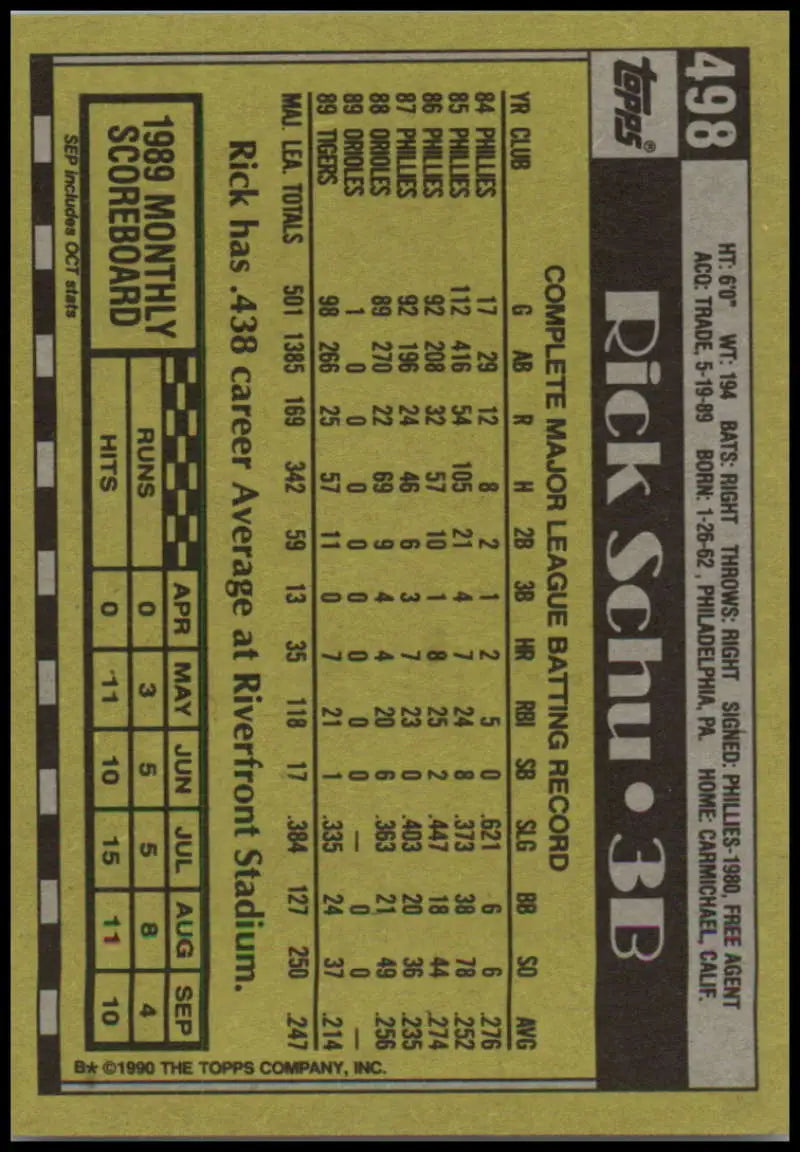 498
HT: 6'0" WT: 194 BATS: RIGHT THROWS: RIGHT SIGNED: PHILLIES-1980, FREE AGENT
ACQ: TRADE, 5-19-89 BORN: 1-26-62, PHILADELPHIA, PA. HOME: CARMICHAEL, CALIF.
TOPPS®
Rick Schu • 3B
COMPLETE MAJOR LEAGUE BATTING RECORD
YR CLUB G AB R H 2B 3B HR RBI SB SLG BB SO AVG
84 PHILLIES 17 29 12 8 2 1 2 5 0 .621 6 6 .276
85 PHILLIES 112 416 54 105 21 4 7 24 8 .373 38 78 .252
86 PHILLIES 92 208 32 57 10 1 8 25 2 .447 18 44 .274
87 PHILLIES 92 196 24 46 6 3 7 23 0 .403 20 36 .235
88 ORIOLES 89 270 22 69 9 4 4 20 6 .363 21 49 .256
89 ORIOLES 1 0 0 0 0 0 0 0 0 — 0 0 —
89 TIGERS 98 266 25 57 11 0 7 21 1 .335 24 37 .214
MAJ. LEA. TOTALS 501 1385 169 342 59 13 35 118 17 .384 127 250 .247
Rick has .438 career Average at Riverfront Stadium.
1989 MONTHLY
SCOREBOARD
APR MAY JUN JUL AUG SEP
RUNS 0 3 5 5 8 4
HITS 0 11 10 15 11 10
SEP includes OCT stats
B* ©1990 THE TOPPS COMPANY, INC.